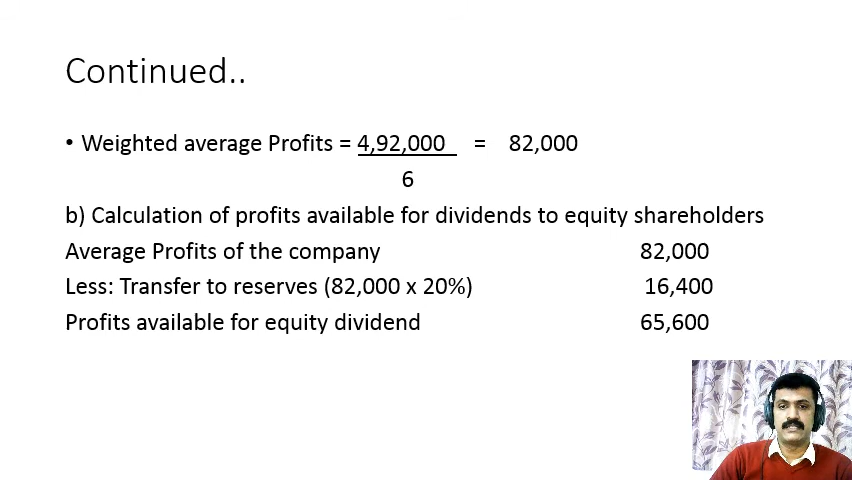 Continued..
• Weighted average Profits = 4,92,000 = 82,000
6
b) Calculation of profits available for dividends to equity shareholders
Average Profits of the company 82,000
Less: Transfer to reserves (82,000 x 20%) 16,400
Profits available for equity dividend 65,600